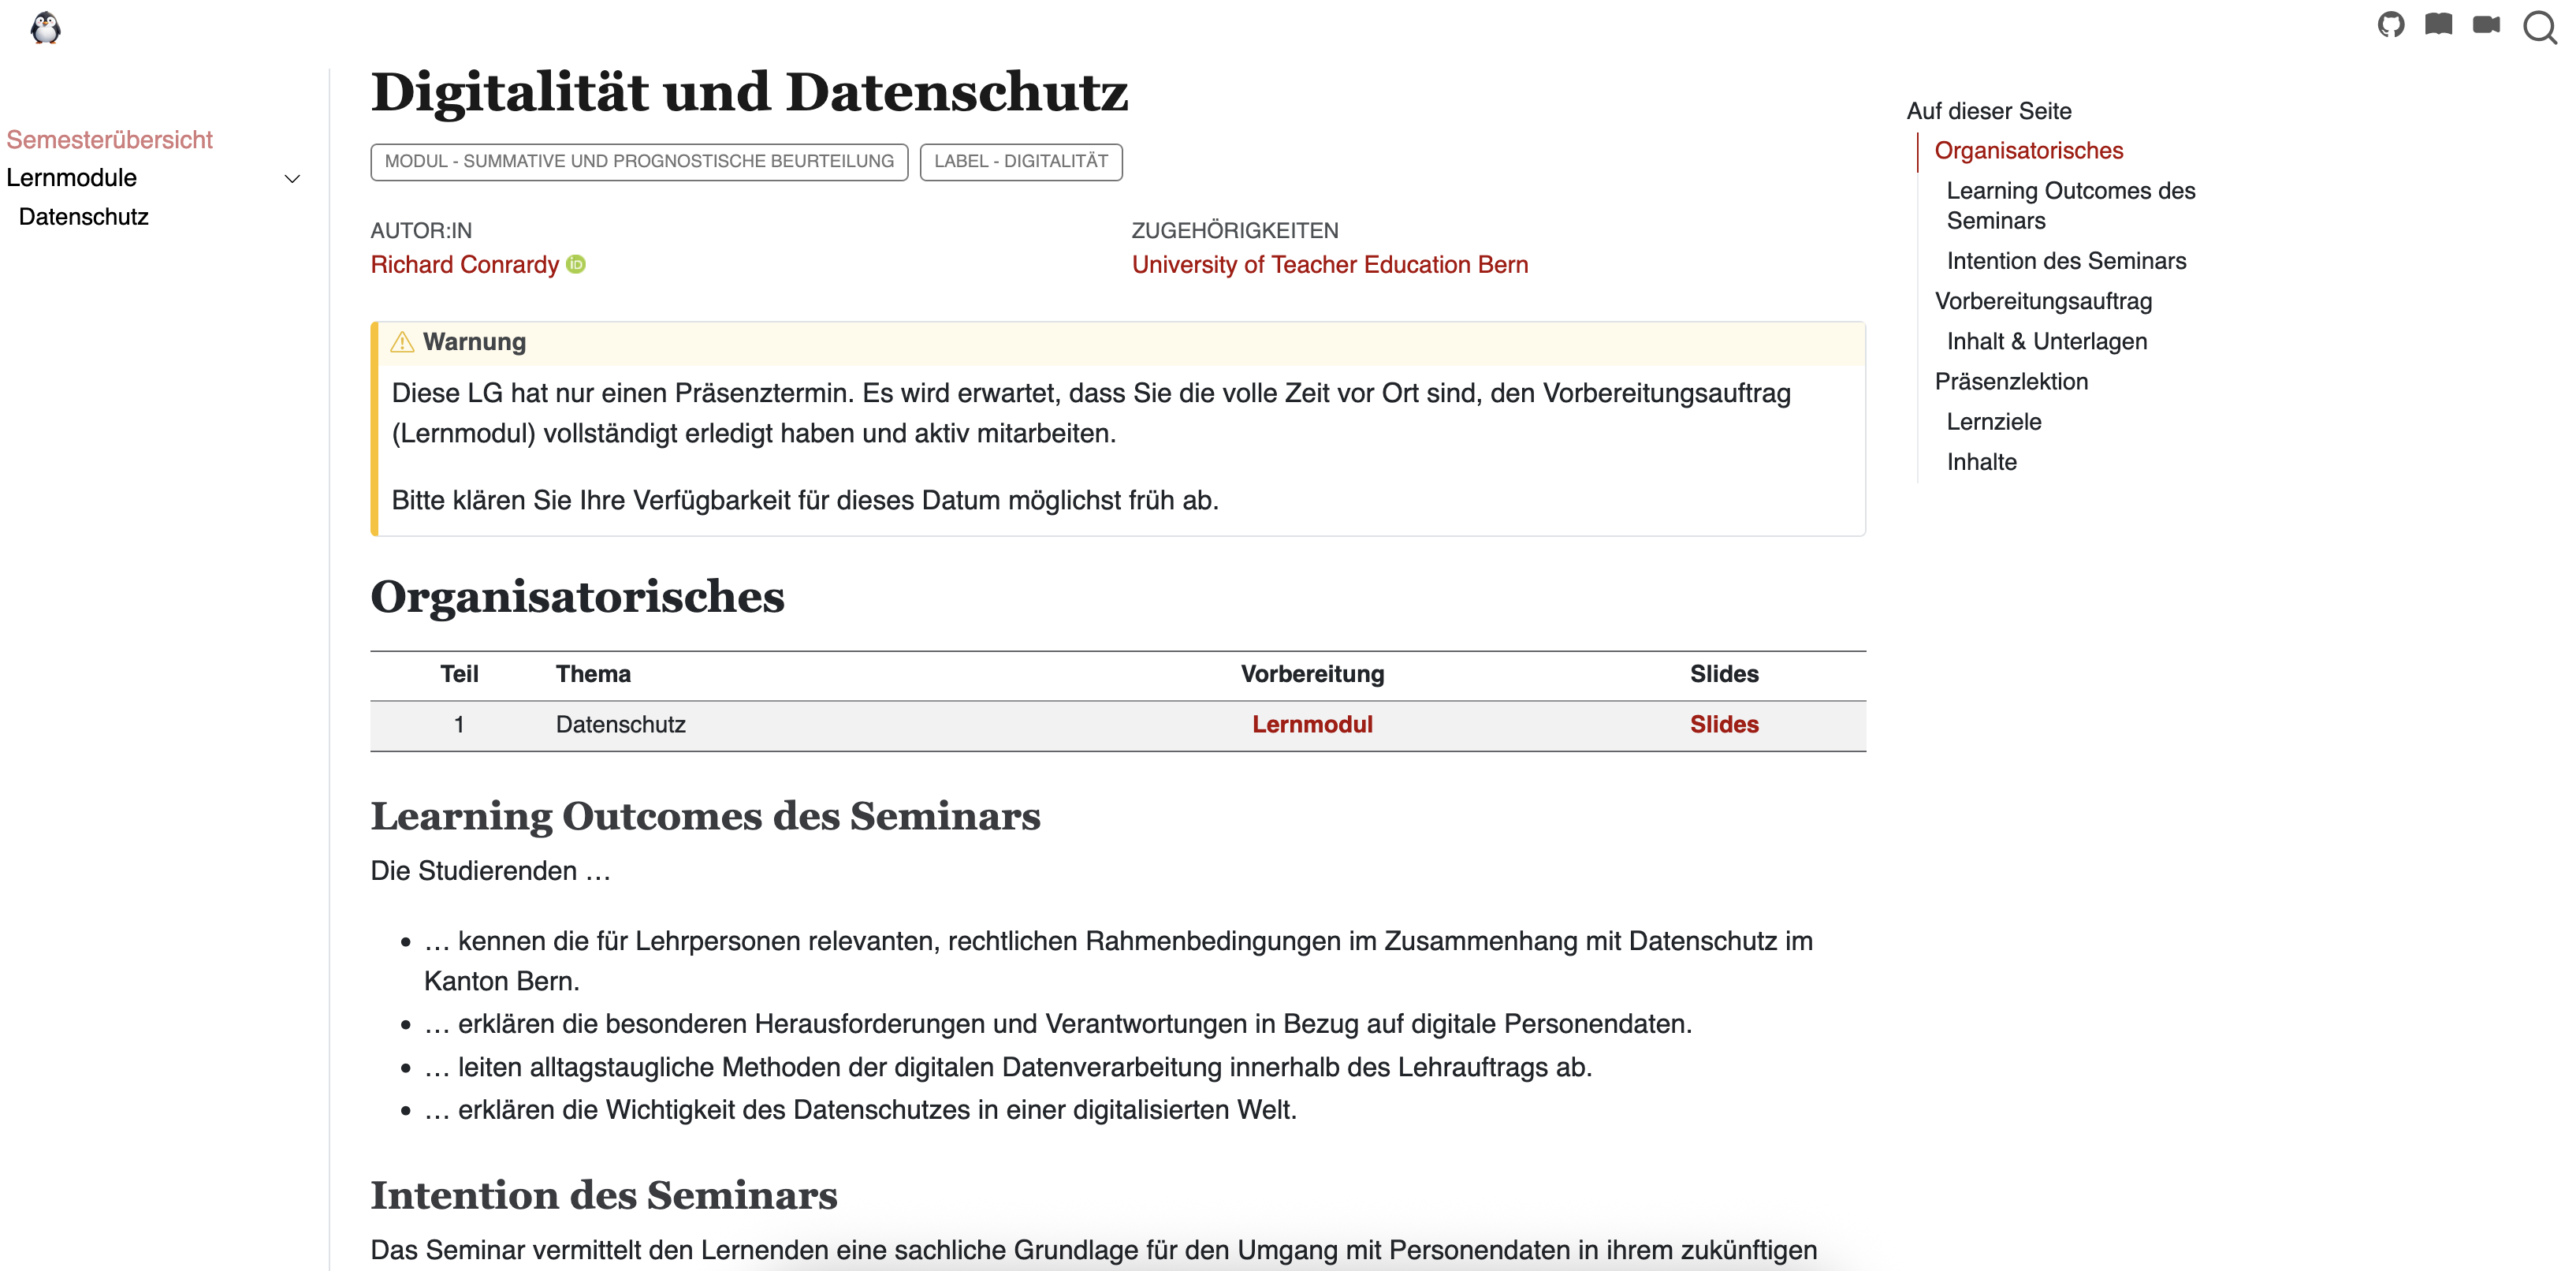 Semesterübersicht
Lernmodule
Datenschutz
Digitalität und Datenschutz
MODUL - SUMMATIVE UND PROGNOSTISCHE BEURTEILUNG LABEL - DIGITALITÄT
AUTOR:IN ZUGEHÖRIGKEITEN
Richard Conrardy iD University of Teacher Education Bern
Warnung
Diese LG hat nur einen Präsenztermin. Es wird erwartet, dass Sie die volle Zeit vor Ort sind, den Vorbereitungsauftrag
(Lernmodul) vollständigt erledigt haben und aktiv mitarbeiten.
Bitte klären Sie Ihre Verfügbarkeit für dieses Datum möglichst früh ab.
Organisatorisches
Teil Thema Vorbereitung Slides
1 Datenschutz Lernmodul Slides
Learning Outcomes des Seminars
Die Studierenden …
• … kennen die für Lehrpersonen relevanten, rechtlichen Rahmenbedingungen im Zusammenhang mit Datenschutz im
Kanton Bern.
• … erklären die besonderen Herausforderungen und Verantwortungen in Bezug auf digitale Personendaten.
• … leiten alltagstaugliche Methoden der digitalen Datenverarbeitung innerhalb des Lehrauftrags ab.
• … erklären die Wichtigkeit des Datenschutzes in einer digitalisierten Welt.
Intention des Seminars
Das Seminar vermittelt den Lernenden eine sachliche Grundlage für den Umgang mit Personendaten in ihrem zukünftigen
Auf dieser Seite
Organisatorisches
Learning Outcomes des
Seminars
Intention des Seminars
Vorbereitungsauftrag
Inhalt & Unterlagen
Präsenzlektion
Lernziele
Inhalte